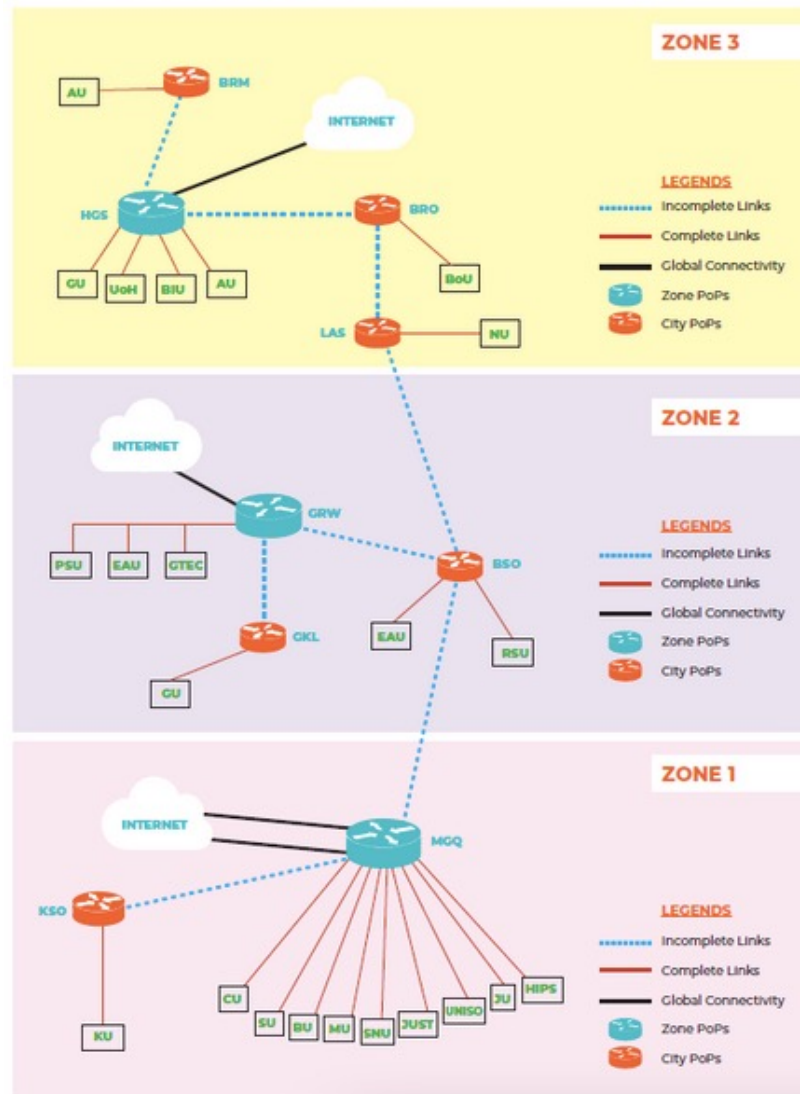 ZONE 3
AU
BRM
INTERNET
LEGENDS
Incomplete Links
HGS
BRO
Complete Links
Global Connectivity
GU
UoH
BIU
AU
BoU
Zone PoPs
City PoPs
LAS
NU
ZONE 2
INTERNET
GRW
LEGENDS
Incomplete Links
PSU
EAU
GTEC
BSO
Complete Links
Global Connectivity
GKL
EAU
RSU
Zone PoPs
City PoPs
GU
ZONE 1
INTERNET
MGQ
KSO
LEGENDS
Incomplete Links
Complete Links
CU
SU
BU
MU
SNU
JUST
UNISO
JU
HIPS
Global Connectivity
KU
Zone PoPs
City PoPs